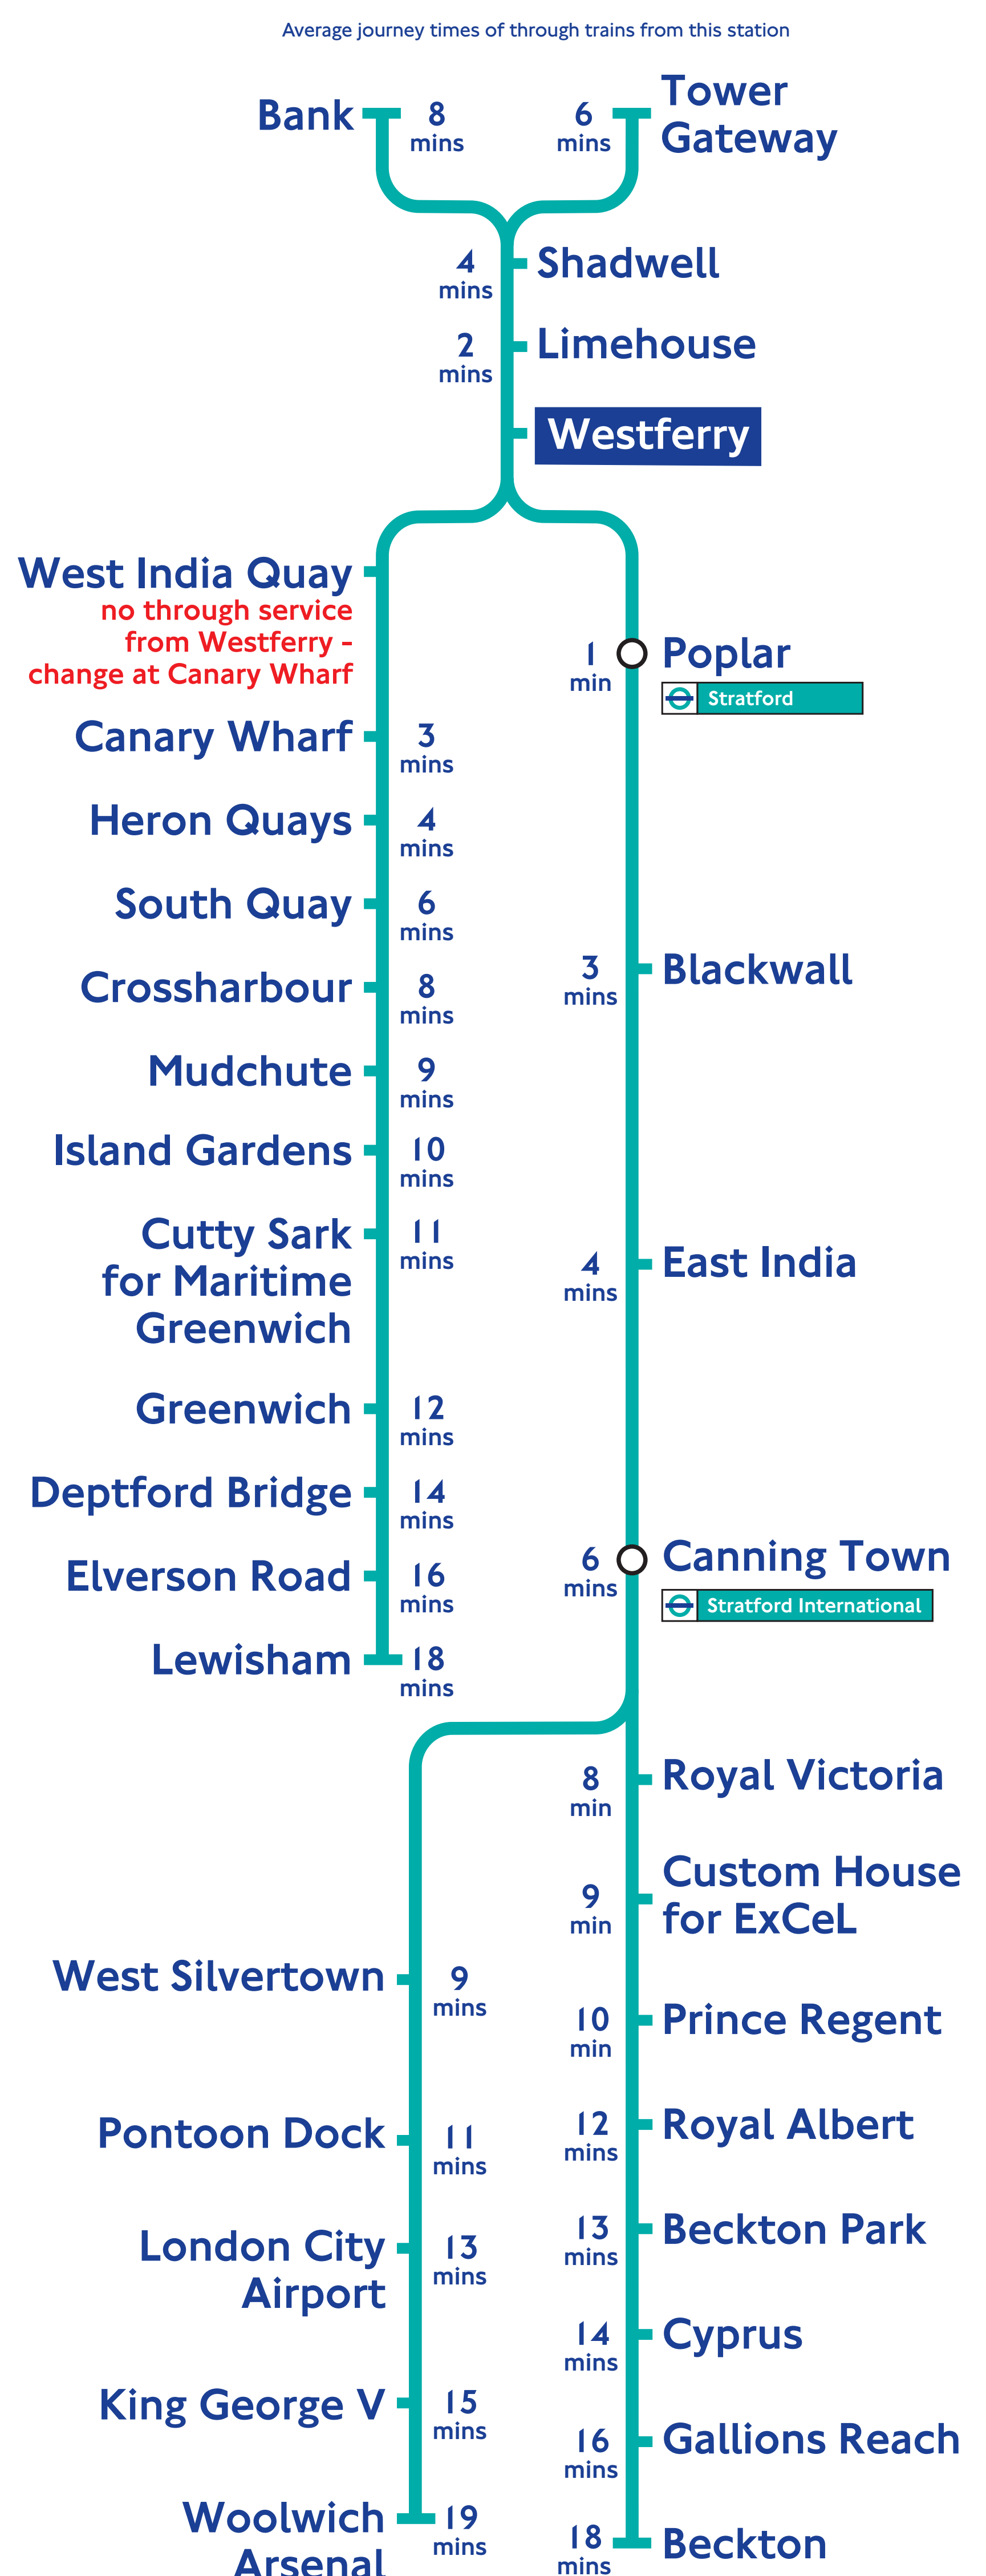 Average journey times of through trains from this station
Bank
8
mins
6
mins
Tower
Gateway
4
mins
Shadwell
2
mins
Limehouse
Westferry
West India Quay
no through service
from Westferry -
change at Canary Wharf
1
min
Poplar
Stratford
Canary Wharf
3
mins
Heron Quays
4
mins
South Quay
6
mins
Crossharbour
8
mins
3
mins
Blackwall
Mudchute
9
mins
Island Gardens
10
mins
Cutty Sark
for Maritime
Greenwich
11
mins
4
mins
East India
Greenwich
12
mins
Deptford Bridge
14
mins
Elverson Road
16
mins
6
mins
Canning Town
Stratford International
Lewisham
18
mins
8
min
Royal Victoria
9
min
Custom House
for ExCeL
West Silvertown
9
mins
10
min
Prince Regent
Pontoon Dock
11
mins
12
mins
Royal Albert
London City
Airport
13
mins
13
mins
Beckton Park
14
mins
Cyprus
King George V
15
mins
16
mins
Gallions Reach
Woolwich
Arsenal
19
mins
18
mins
Beckton